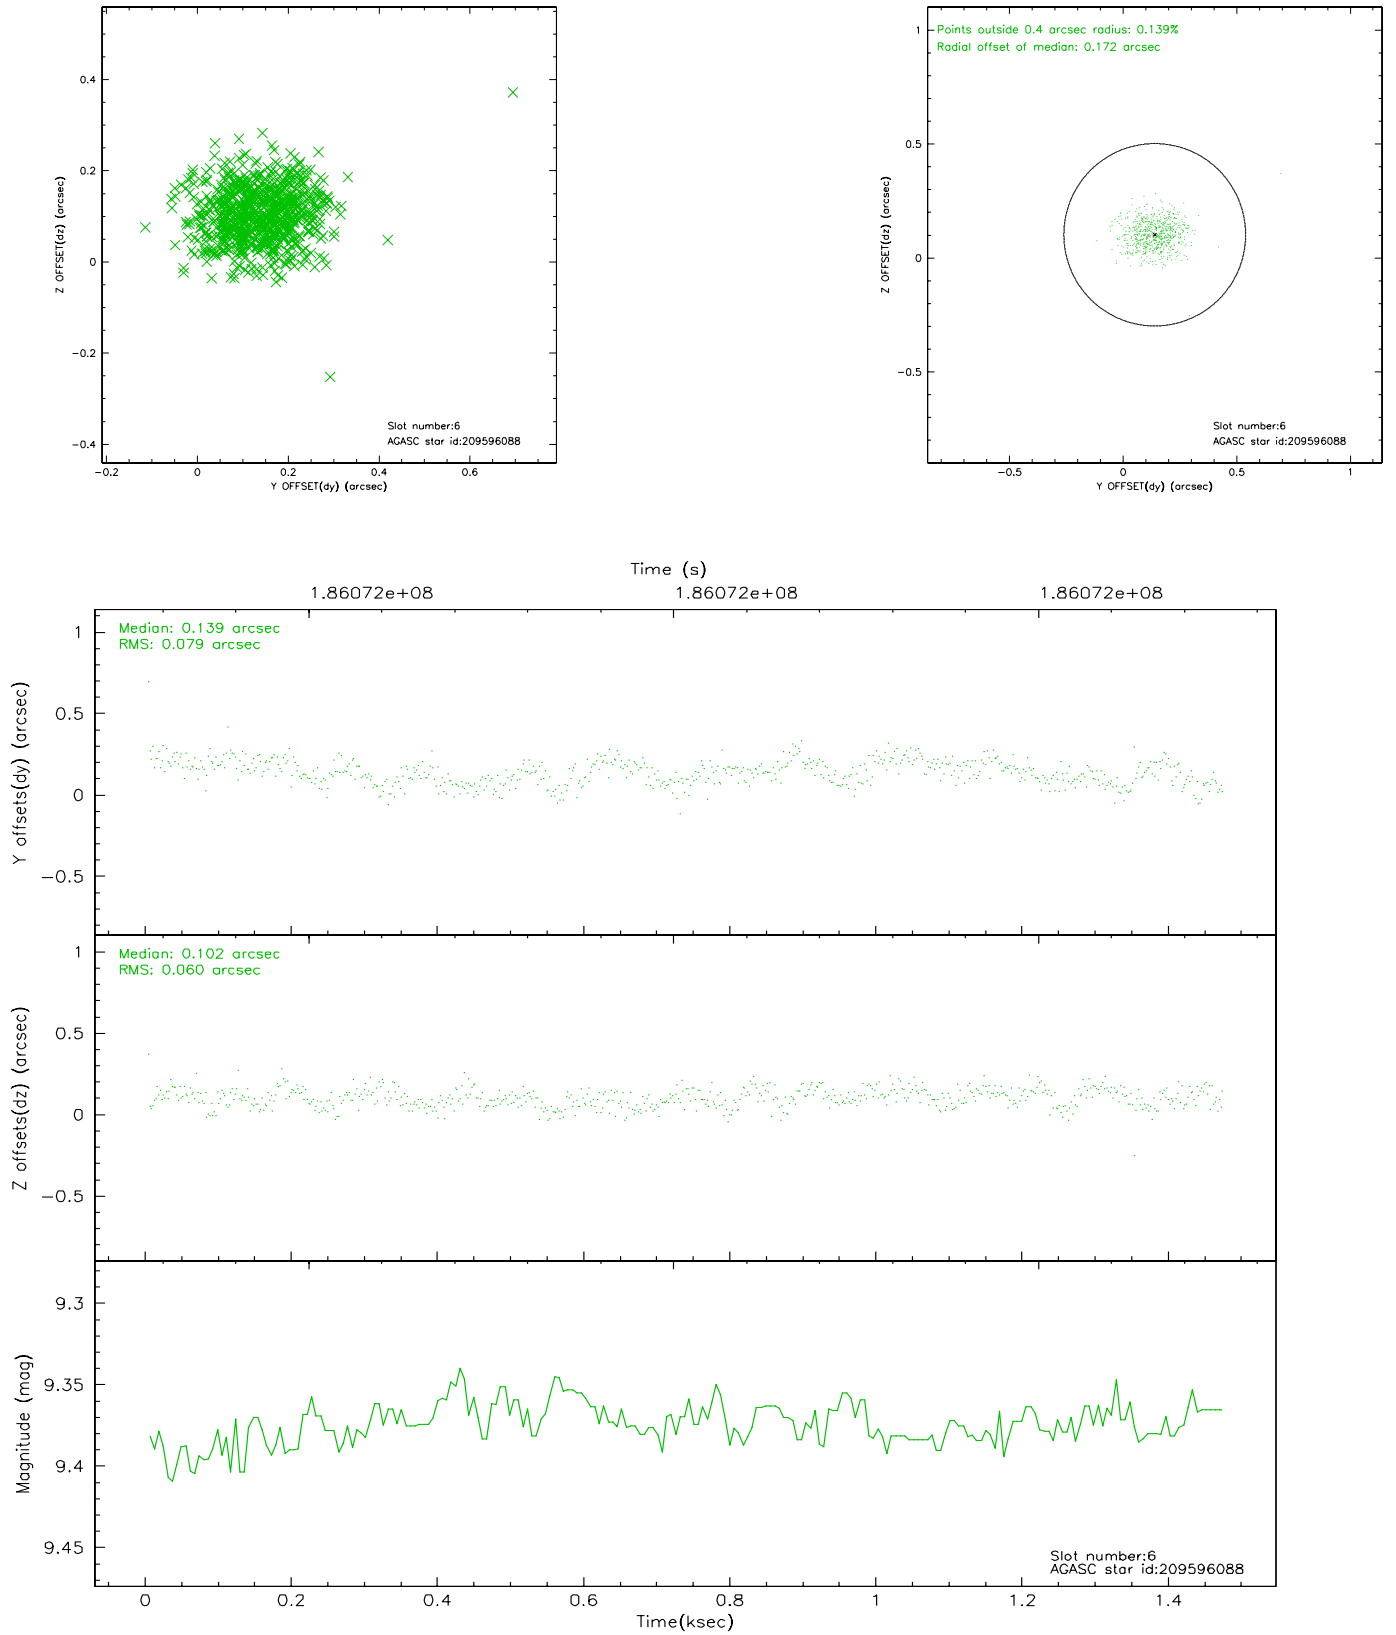 0.4
0.2
0
-0.2
-0.4
Z OFFSET(dz) (arcsec)
Slot number:6
AGASC star id:209596088
-0.2 0 0.2 0.4 0.6
Y OFFSET(dy) (arcsec)
Points outside 0.4 arcsec radius: 0.139%
Radial offset of median: 0.172 arcsec
1
0.5
0
-0.5
Z OFFSET(dz) (arcsec)
Slot number:6
AGASC star id:209596088
-0.5 0 0.5 1
Y OFFSET(dy) (arcsec)
Time (s)
1.86072e+08 1.86072e+08 1.86072e+08
Median: 0.139 arcsec
RMS: 0.079 arcsec
1
0.5
0
-0.5
Y offsets(dy) (arcsec)
Median: 0.102 arcsec
RMS: 0.060 arcsec
1
0.5
0
-0.5
Z offsets(dz) (arcsec)
9.3
9.35
9.4
9.45
Magnitude (mag)
Slot number:6
AGASC star id:209596088
0 0.2 0.4 0.6 0.8 1 1.2 1.4
Time(ksec)